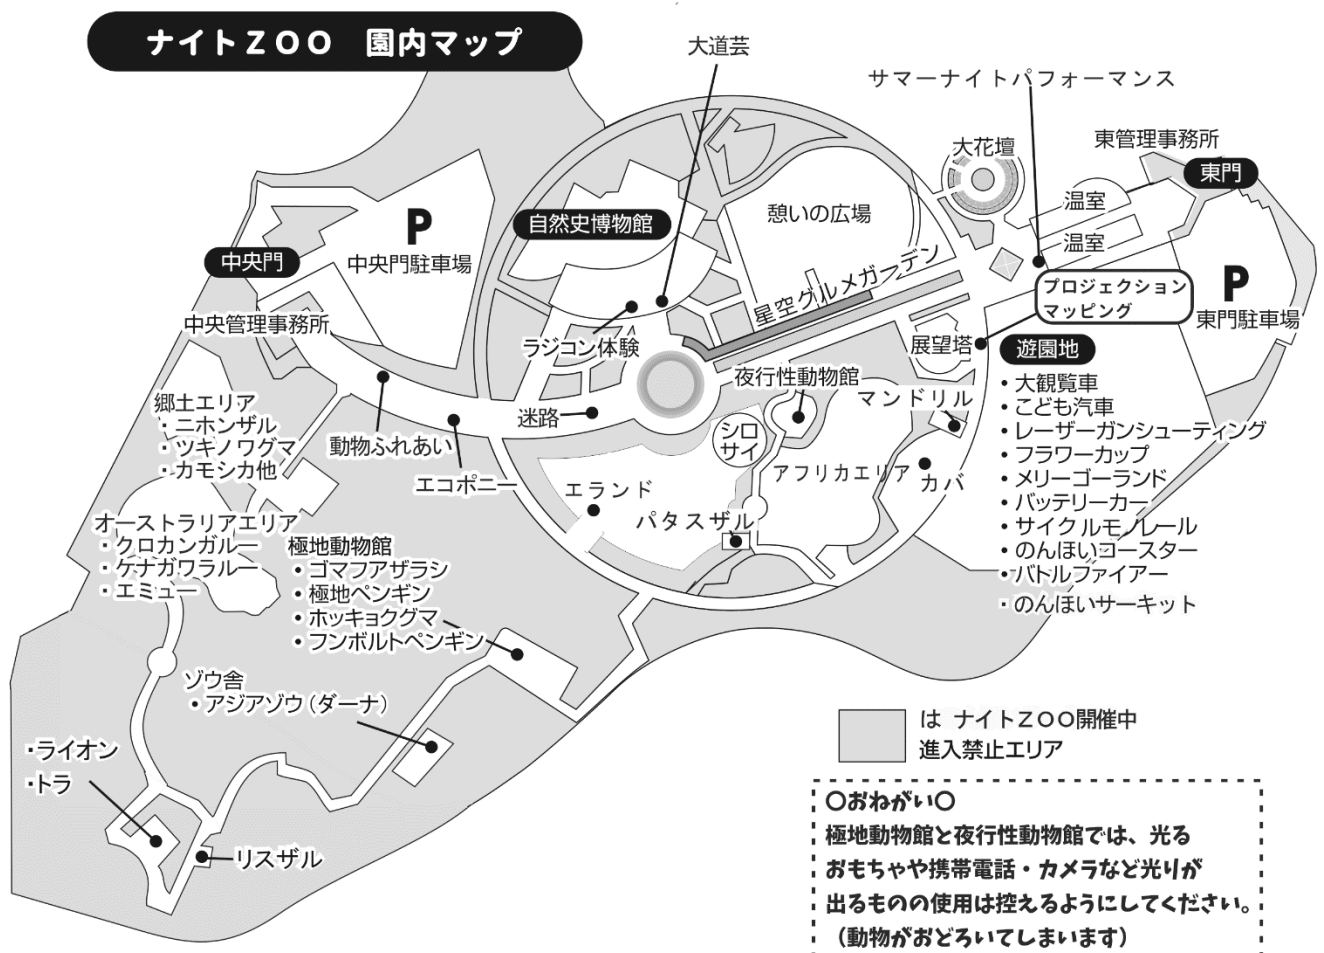 ナイトZOO　園内マップ
大道芸
サマーナイトパフォーマンス
大花壇
東管理事務所
東門
温室
温室
憩いの広場
自然史博物館
P
中央門駐車場
中央門
中央管理事務所
星空グルメガーデン
プロジェクション
マッピング
P
東門駐車場
展望塔
ラジコン体験
迷路
夜行性動物館
マンドリル
シロ
サイ
アフリカエリア
カバ
エランド
パタスザル
動物ふれあい
エコポニー
遊園地
・大観覧車
・こども汽車
・レーザーガンシューティング
・フラワーカップ
・メリーゴーランド
・バッテリーカー
・サイクルモノレール
・のんほいコースター
・バトルファイアー
・のんほいサーキット
郷土エリア
・ニホンザル
・ツキノワグマ
・カモシカ他
オーストラリアエリア
・クロカンガルー
・ケナガワラルー
・エミュー
極地動物館
・ゴマフアザラシ
・極地ペンギン
・ホッキョクグマ
・フンボルトペンギン
ゾウ舎
・アジアゾウ（ダーナ）
・ライオン
・トラ
リスザル
は ナイトZOO開催中
進入禁止エリア
○おねがい○
極地動物館と夜行性動物館では、光る
おもちゃや携帯電話・カメラなど光りが
出るものの使用は控えるようにしてください。
（動物がおどろいてしまいます）